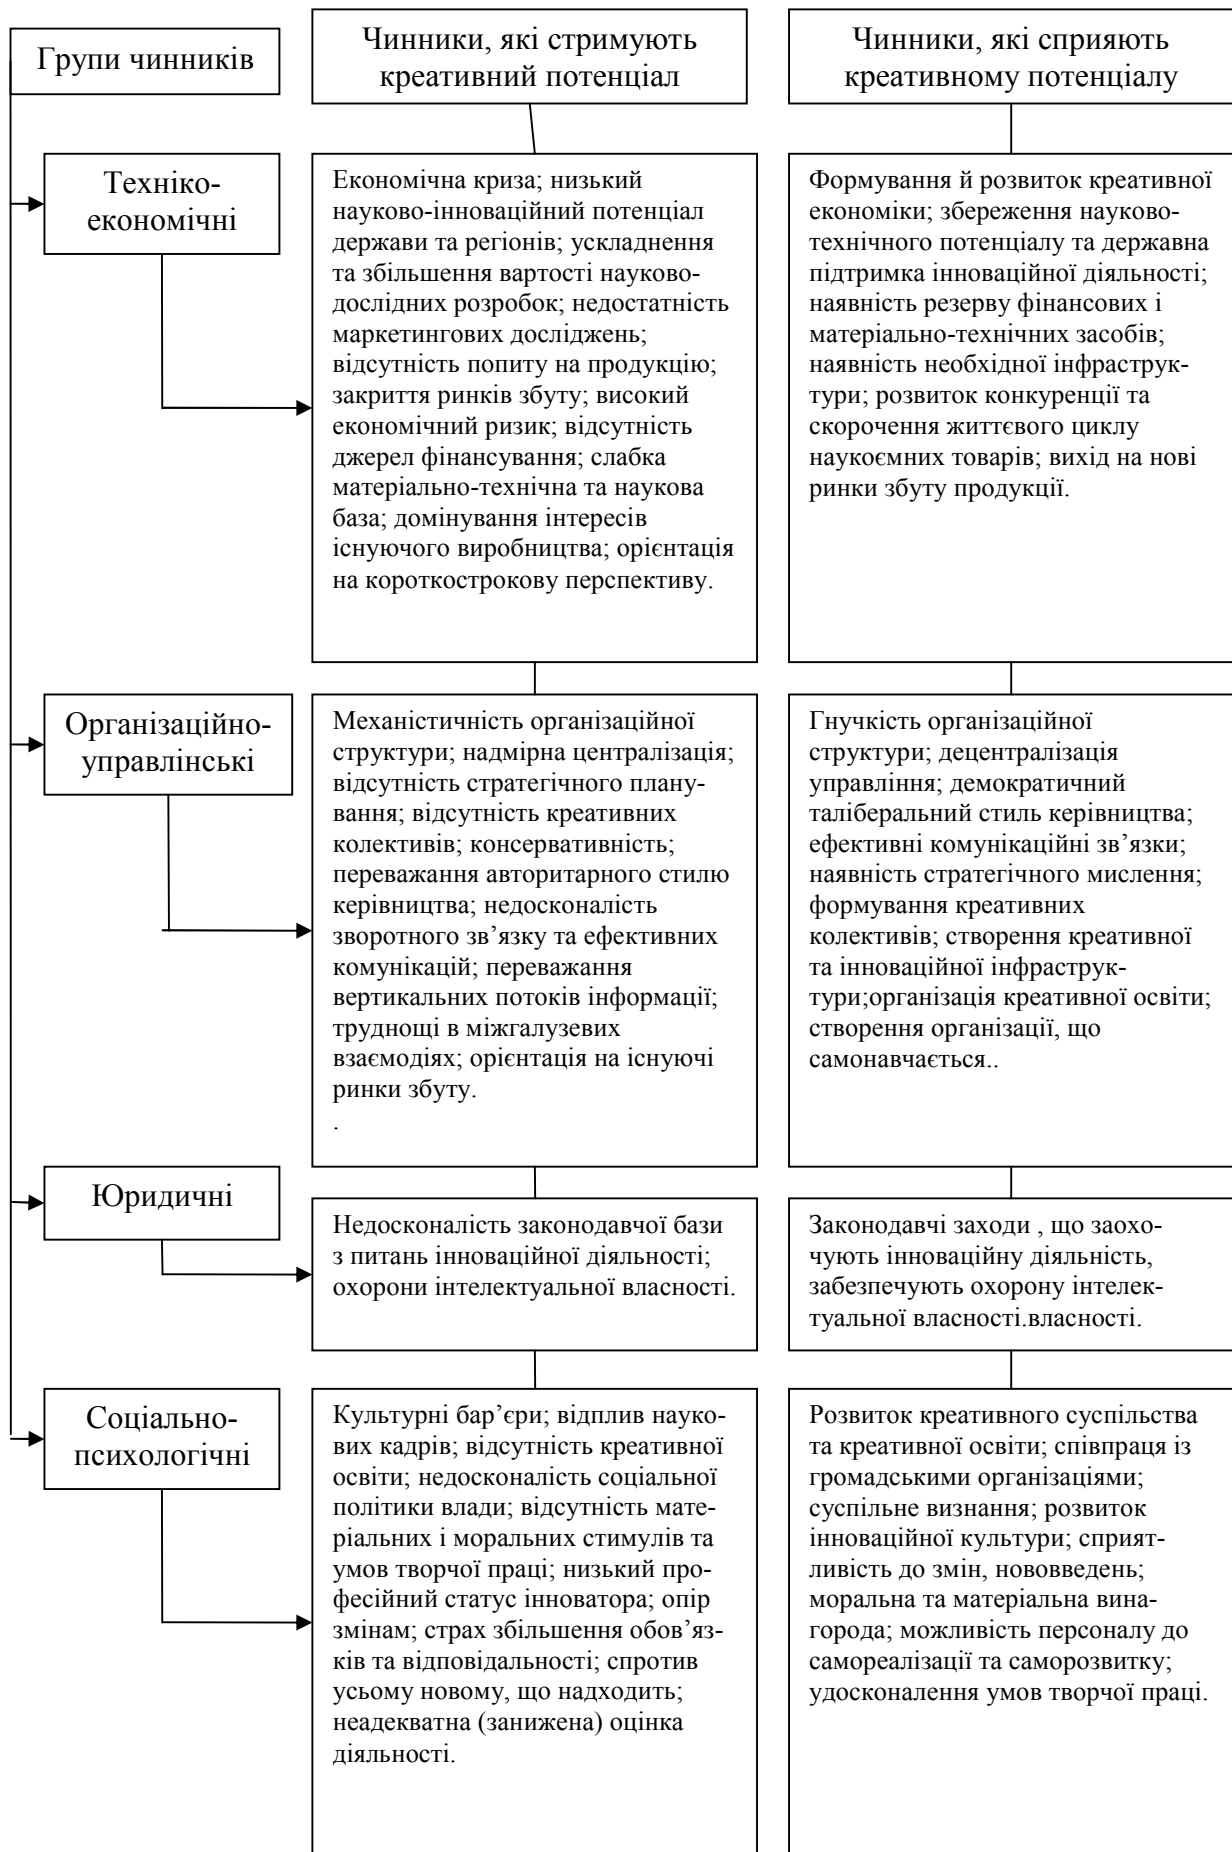 Групи чинників
Чинники, які стримують
креативний потенціал
Чинники, які сприяють
креативному потенціалу
Техніко-
економічні
Економічна криза; низький
науково-інноваційний потенціал
держави та регіонів; ускладнення
та збільшення вартості науково-
дослідних розробок; недостатність
маркетингових досліджень;
відсутність попиту на продукцію;
закриття ринків збуту; високий
економічний ризик; відсутність
джерел фінансування; слабка
матеріально-технічна та наукова
база; домінування інтересів
існуючого виробництва; орієнтація
на короткострокову перспективу.
Формування й розвиток креативної
економіки; збереження науково-
технічного потенціалу та державна
підтримка інноваційної діяльності;
наявність резерву фінансових і
матеріально-технічних засобів;
наявність необхідної інфраструк-
тури; розвиток конкуренції та
скорочення життєвого циклу
наукоємних товарів; вихід на нові
ринки збуту продукції.
Організаційно-
управлінські
Механістичність організаційної
структури; надмірна централізація;
відсутність стратегічного плану-
вання; відсутність креативних
колективів; консервативність;
переважання авторитарного стилю
керівництва; недосконалість
зворотного зв’язку та ефективних
комунікацій; переважання
вертикальних потоків інформації;
труднощі в міжгалузевих
взаємодіях; орієнтація на існуючі
ринки збуту.
.
Гнучкість організаційної
структури; децентралізація
управління; демократичний
таліберальний стиль керівництва;
ефективні комунікаційні зв’язки;
наявність стратегічного мислення;
формування креативних
колективів; створення креативної
та інноваційної інфраструк-
тури;організація креативної освіти;
створення організації, що
самонавчається..
Юридичні
Недосконалість законодавчої бази
з питань інноваційної діяльності;
охорони інтелектуальної власності.
Законодавчі заходи , що заохо-
чують інноваційну діяльність,
забезпечують охорону інтелек-
туальної власності.власності.
Соціально-
психологічні
Культурні бар’єри; відплив науко-
вих кадрів; відсутність креативної
освіти; недосконалість соціальної
політики влади; відсутність мате-
ріальних і моральних стимулів та
умов творчої праці; низький про-
фесійний статус інноватора; опір
змінам; страх збільшення обов’яз-
ків та відповідальності; спротив
усьому новому, що надходить;
неадекватна (занижена) оцінка
діяльності.
Розвиток креативного суспільства
та креативної освіти; співпраця із
громадськими організаціями;
суспільне визнання; розвиток
інноваційної культури; сприят-
ливість до змін, нововведень;
моральна та матеріальна вина-
города; можливість персоналу до
самореалізації та саморозвитку;
удосконалення умов творчої праці.